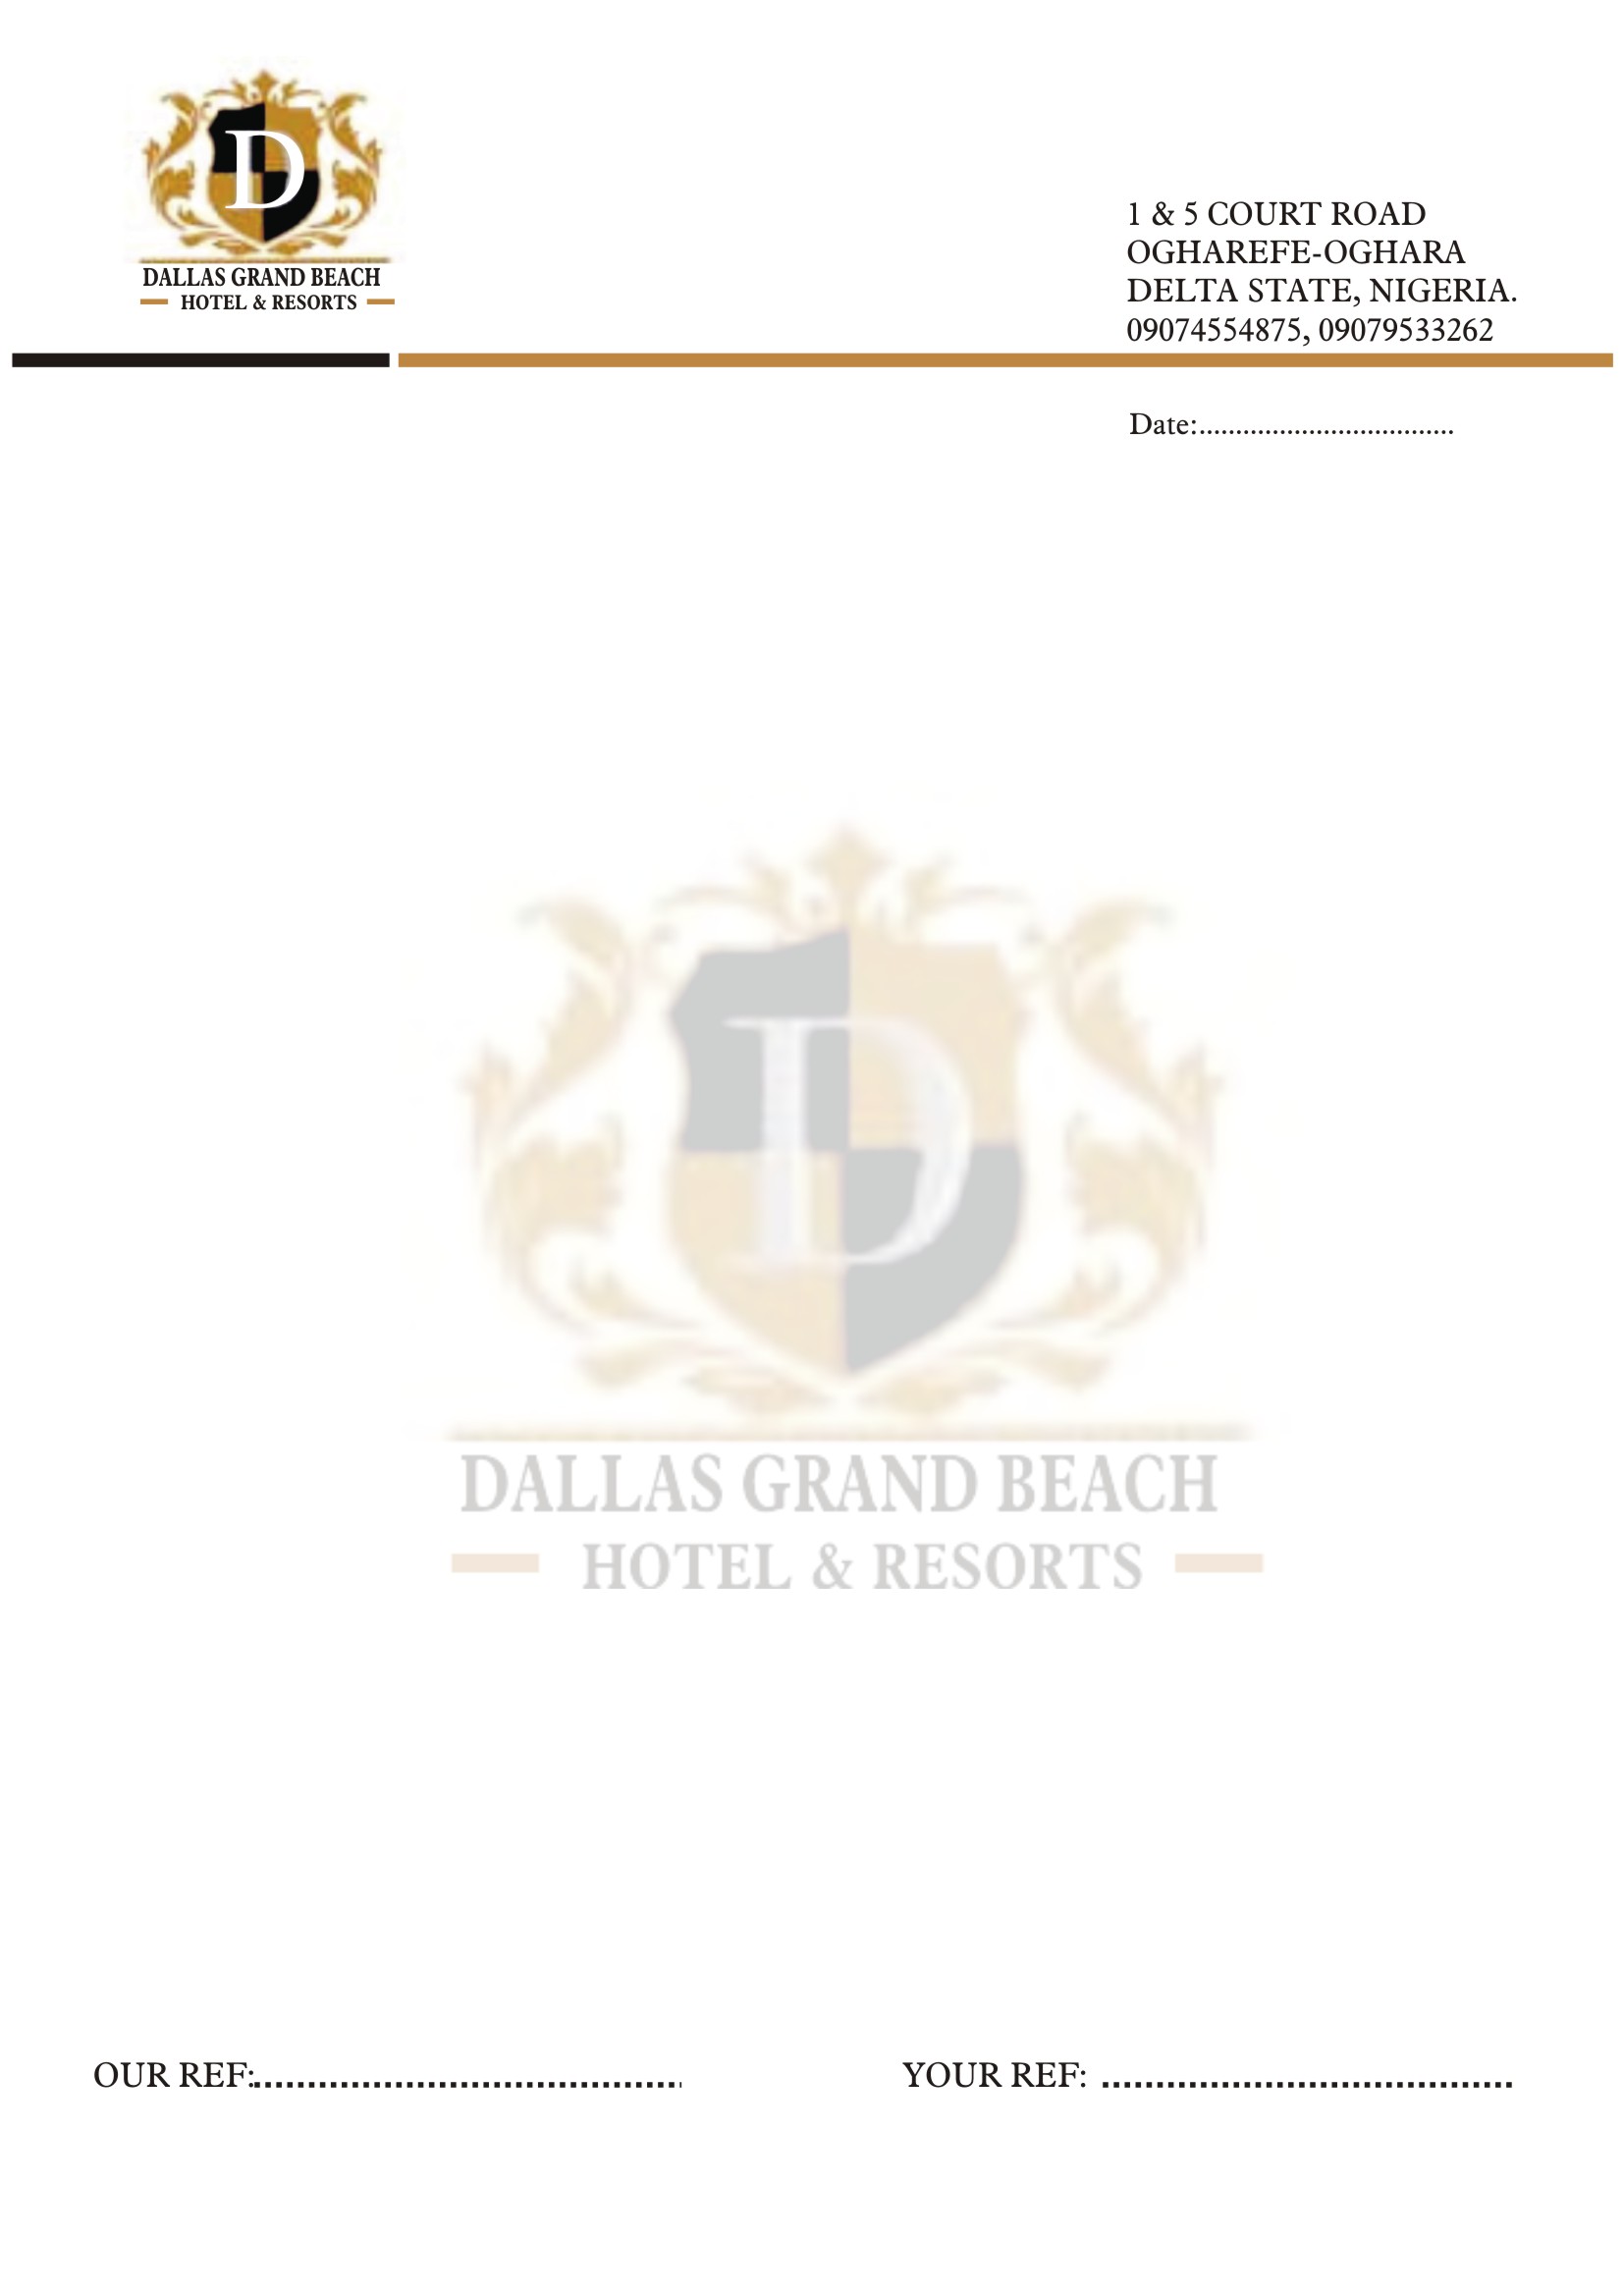 D
DALLAS GRAND BEACH
HOTEL & RESORTS
1 & 5 COURT ROAD
OGHAREFE-OGHARA
DELTA STATE, NIGERIA.
09074554875, 09079533262
Date:...................................
D
DALLAS GRAND BEACH
HOTEL & RESORTS
OUR REF:........................................
YOUR REF: ......................................